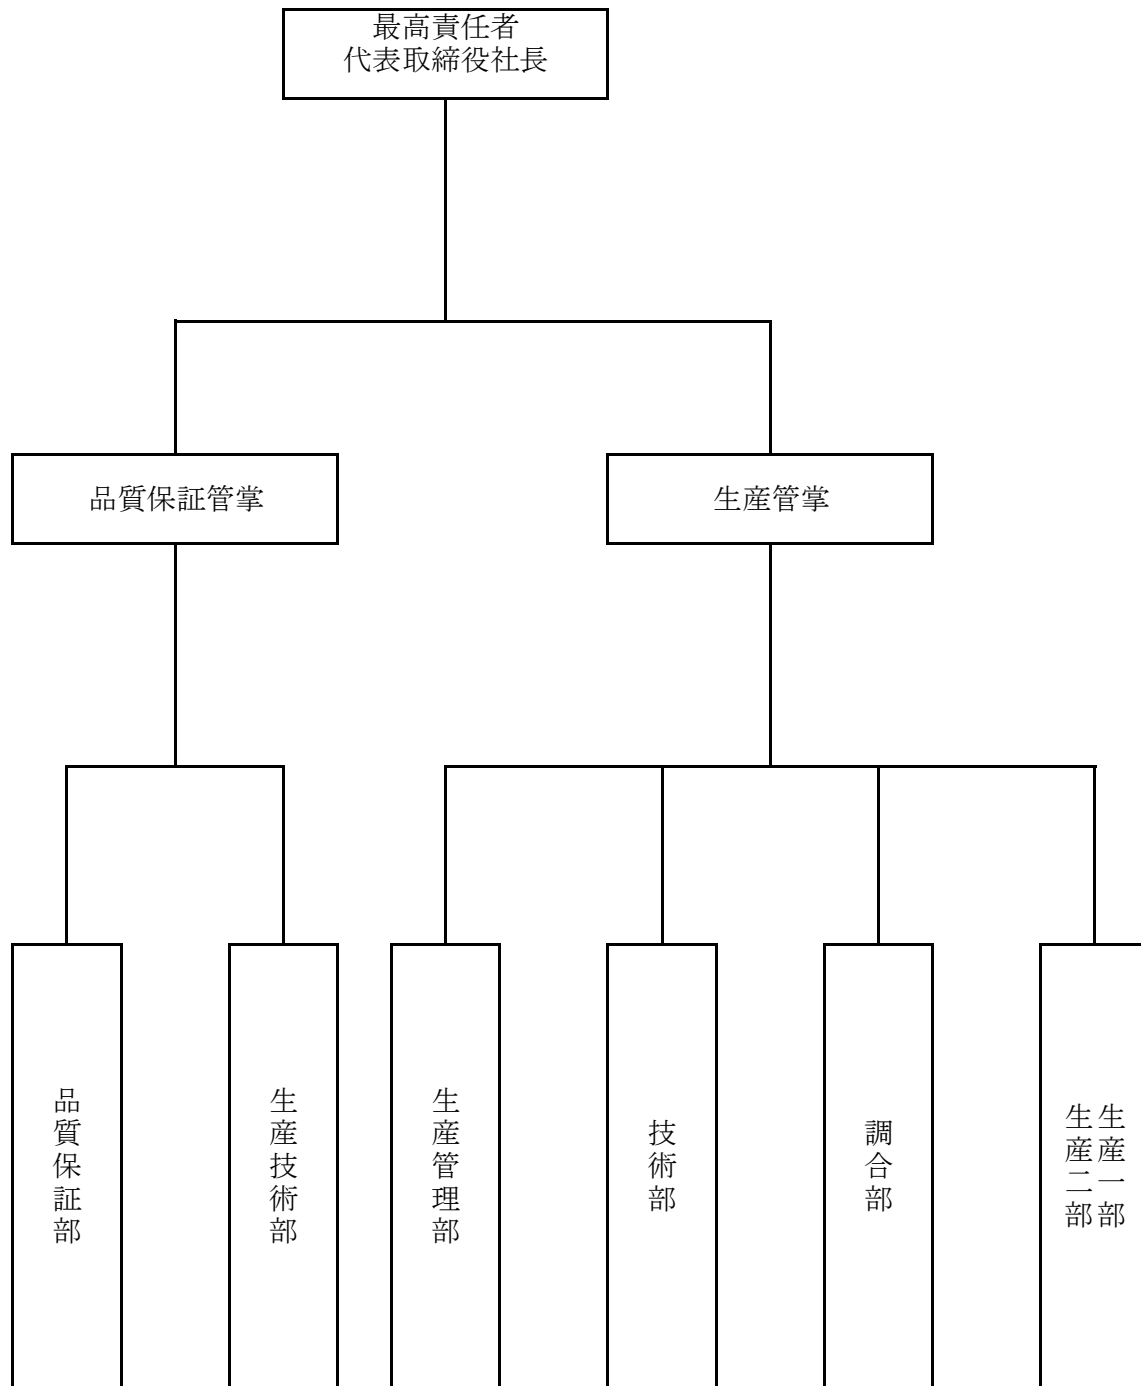 最高責任者
代表取締役社長
品質保証管掌
生産管掌
品質保証部
生産技術部
生産管理部
技術部
調合部
生産一部
生産二部